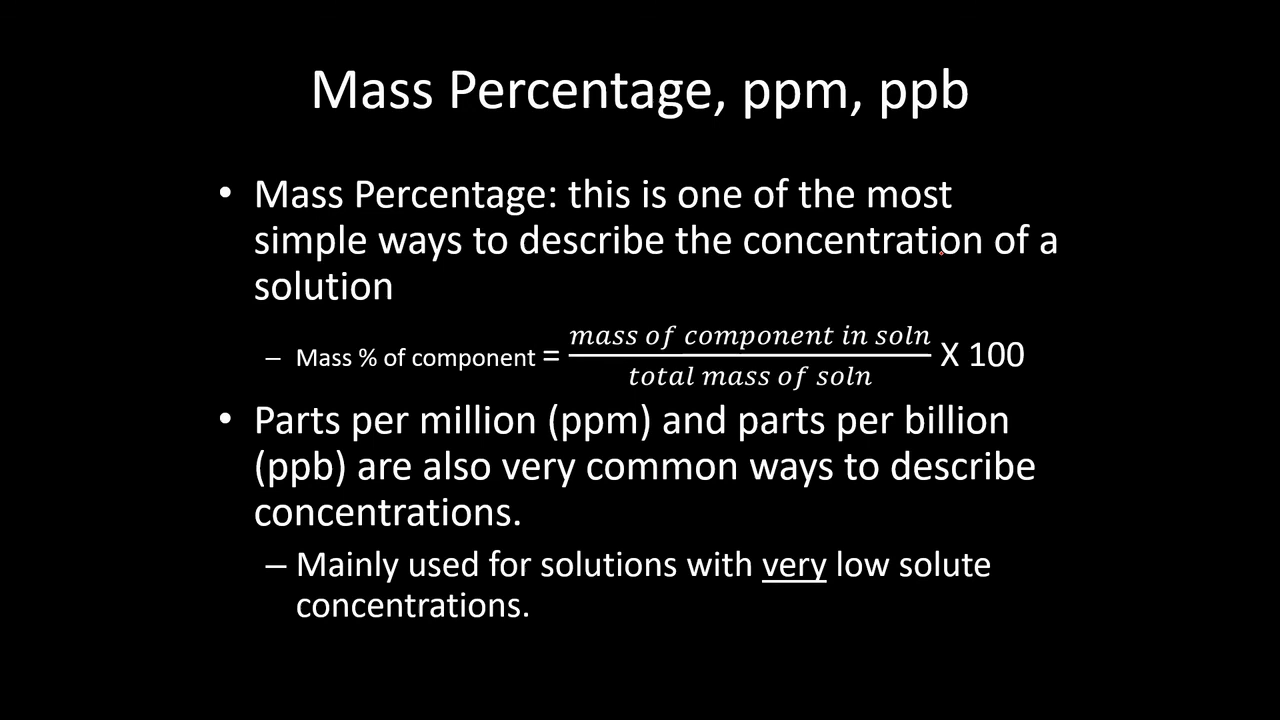 Mass Percentage, ppm, ppb
• Mass Percentage: this is one of the most
simple ways to describe the concentration of a
solution
– Mass % of component = \frac{mass of component in soln}{total mass of soln} X 100
• Parts per million (ppm) and parts per billion
(ppb) are also very common ways to describe
concentrations.
– Mainly used for solutions with very low solute
concentrations.